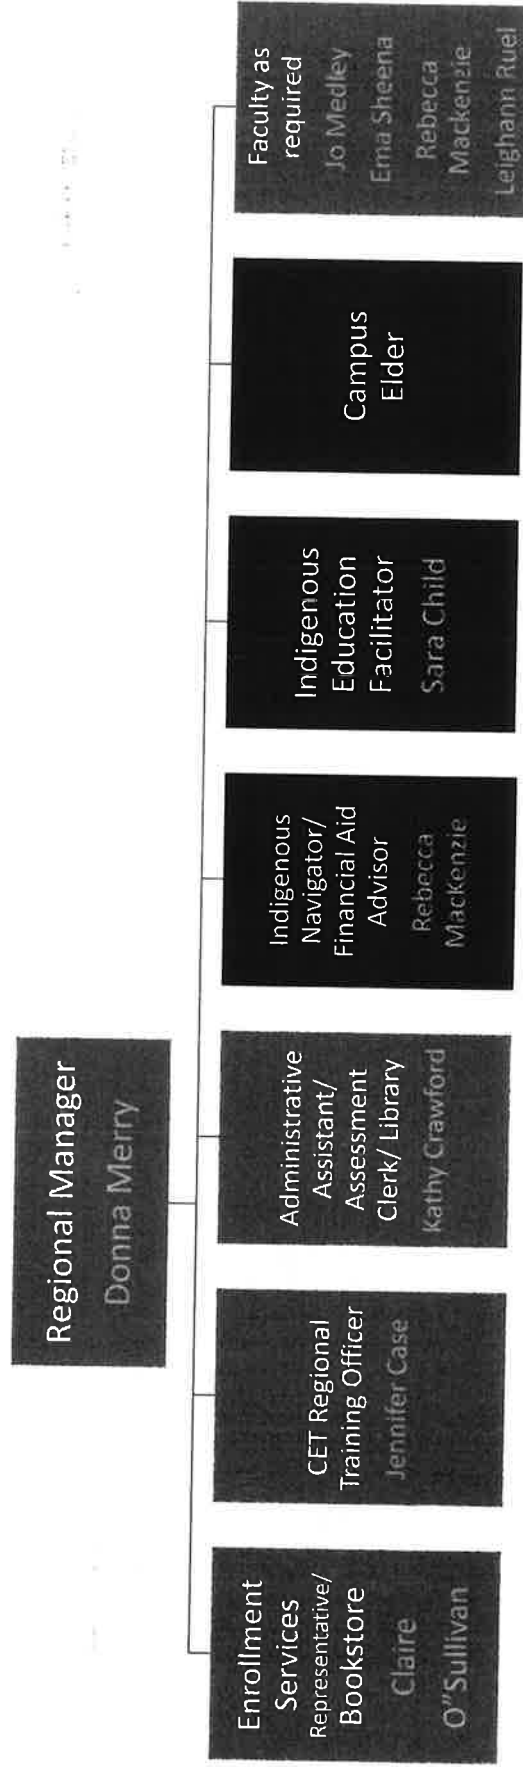 Regional Manager
Donna Merry
Enrollment
Services
Representative/
Bookstore
Claire
O"Sullivan
CET Regional
Training Officer
Jennifer Case
Administrative
Assistant/
Assessment
Clerk/ Library
Kathy Crawford
Indigenous
Navigator/
Financial Aid
Advisor
Rebecca
MacKenzie
Indigenous
Education
Facilitator
Sara Child
Campus
Elder
Faculty as
required
Jo Medley
Ema Sheena
Rebecca
Mackenzie
Leighann Ruel